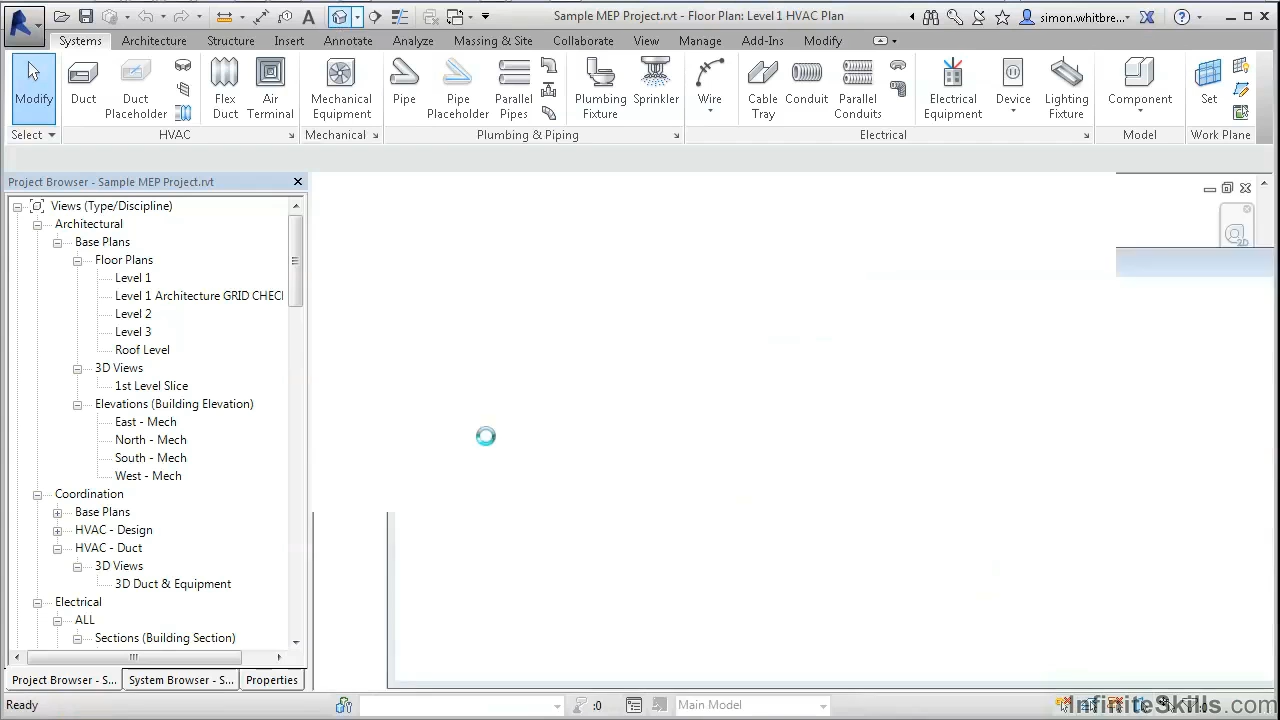 Sample MEP Project.rvt - Floor Plan: Level 1 HVAC Plan
simon.whitbre...
Systems Architecture Structure Insert Annotate Analyze Massing & Site Collaborate View Manage Add-Ins Modify
Modify
Duct
Duct Placeholder
Flex Duct
Air Terminal
Mechanical Equipment
Pipe
Pipe Placeholder
Parallel Pipes
Plumbing Fixture
Sprinkler
Wire
Cable Tray
Conduit
Parallel Conduits
Electrical Equipment
Device
Lighting Fixture
Component
Set
Select HVAC Mechanical Plumbing & Piping Electrical Model Work Plane
Project Browser - Sample MEP Project.rvt
2D
Views (Type/Discipline)
Architectural
Base Plans
Floor Plans
Level 1
Level 1 Architecture GRID CHEC
Level 2
Level 3
Roof Level
3D Views
1st Level Slice
Elevations (Building Elevation)
East - Mech
North - Mech
South - Mech
West - Mech
Coordination
Base Plans
HVAC - Design
HVAC - Duct
3D Views
3D Duct & Equipment
Electrical
ALL
Sections (Building Section)
Project Browser - S... System Browser - S... Properties
Ready :0 Main Model
InfiniteSkills.com